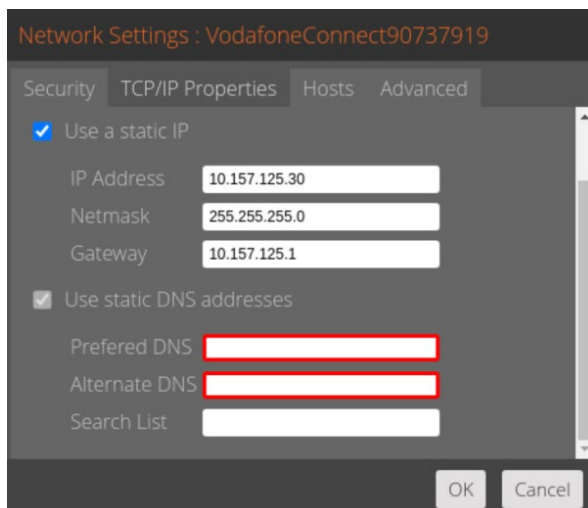 Network Settings : VodafoneConnect90737919
Security TCP/IP Properties Hosts Advanced
Use a static IP
IP Address 10.157.125.30
Netmask 255.255.255.0
Gateway 10.157.125.1
Use static DNS addresses
Prefered DNS
Alternate DNS
Search List
OK Cancel